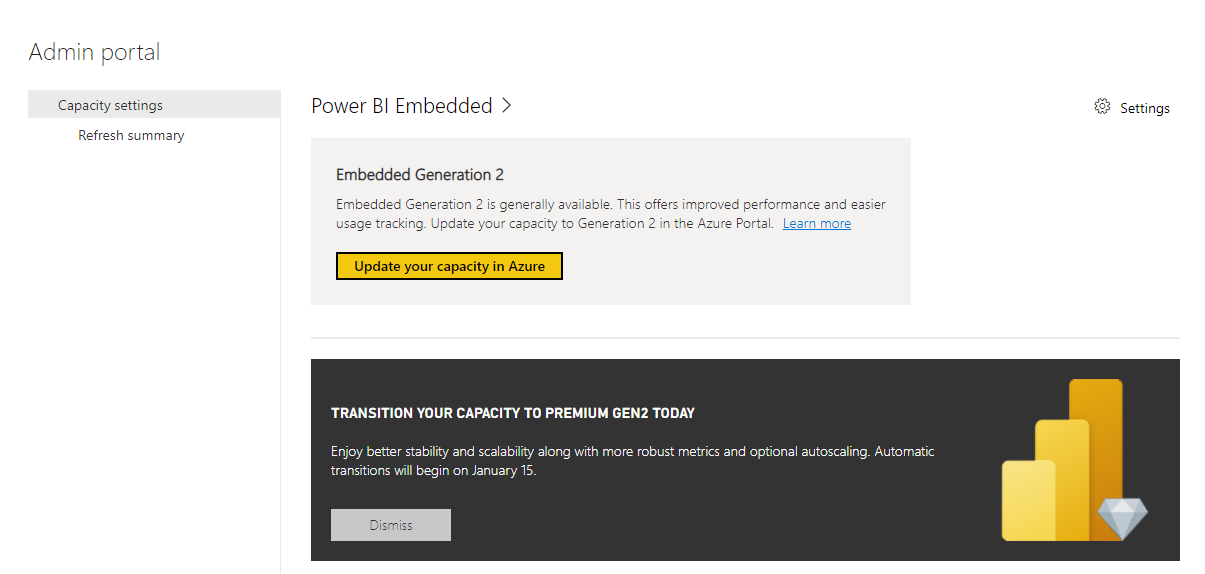 Admin portal
Capacity settings
Refresh summary
Power BI Embedded
Settings
Embedded Generation 2
Embedded Generation 2 is generally available. This offers improved performance and easier
usage tracking. Update your capacity to Generation 2 in the Azure Portal. Learn more
Update your capacity in Azure
TRANSITION YOUR CAPACITY TO PREMIUM GEN2 TODAY
Enjoy better stability and scalability along with more robust metrics and optional autoscaling. Automatic
transitions will begin on January 15.
Dismiss